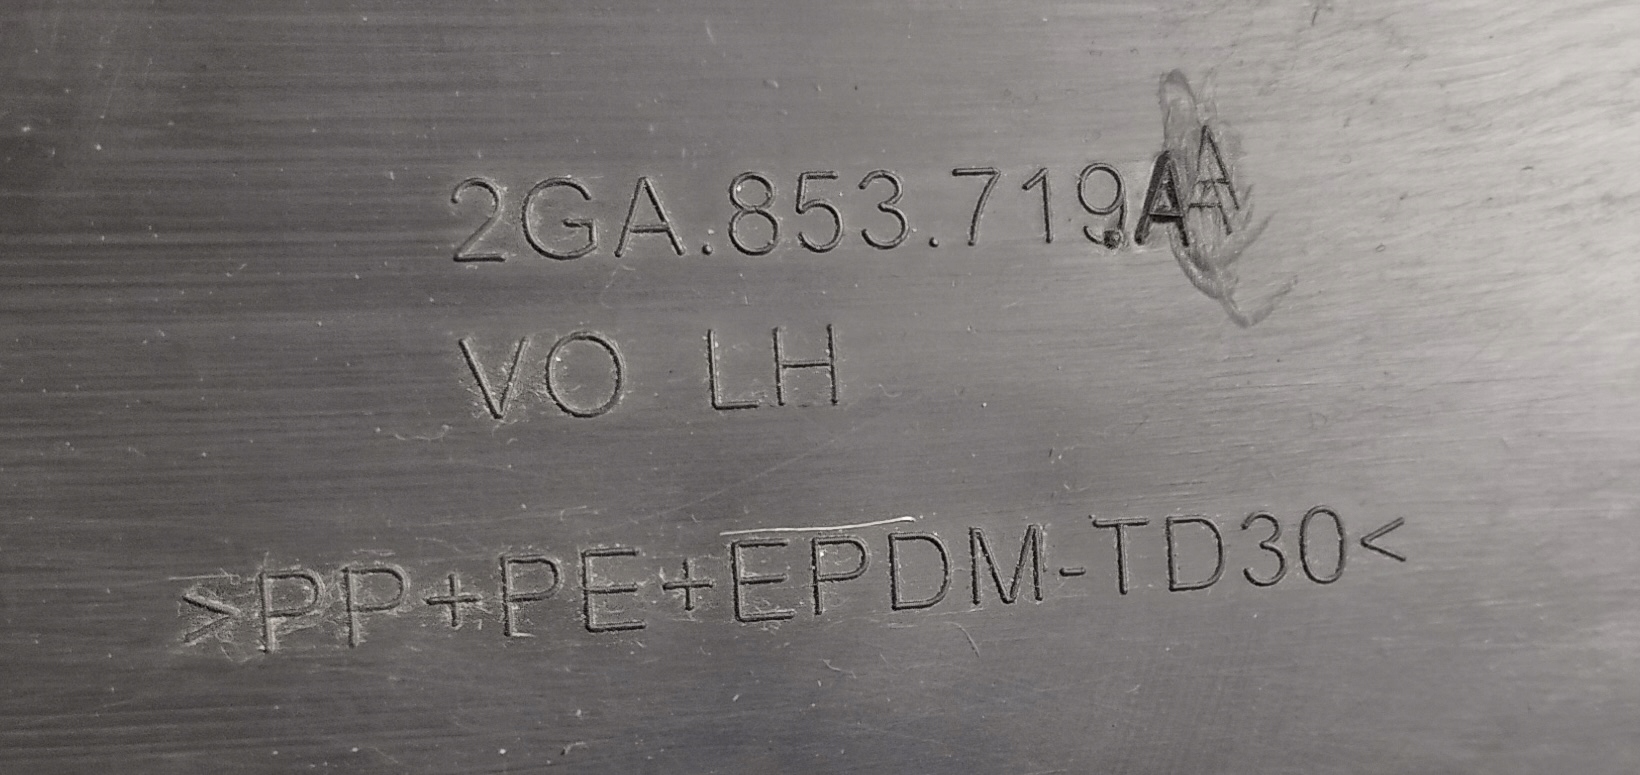 2GA.853.719.AA
VO LH
>PP+PE+EPDM-TD30<